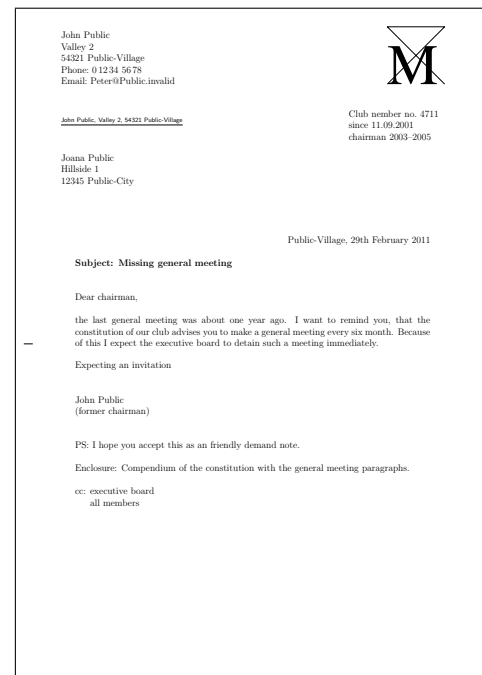 John Public
Valley 2
54321 Public-Village
Phone: 0 12 34 56 78
Email: Peter@Public.invalid
M
John Public, Valley 2, 54321 Public-Village
Club nember no. 4711
since 11.09.2001
chairman 2003–2005
Joana Public
Hillside 1
12345 Public-City
Public-Village, 29th February 2011
Subject: Missing general meeting
Dear chairman,
the last general meeting was about one year ago. I want to remind you, that the
constitution of our club advises you to make a general meeting every six month. Because
of this I expect the executive board to detain such a meeting immediately.
Expecting an invitation
John Public
(former chairman)
PS: I hope you accept this as an friendly demand note.
Enclosure: Compendium of the constitution with the general meeting paragraphs.
cc: executive board
all members